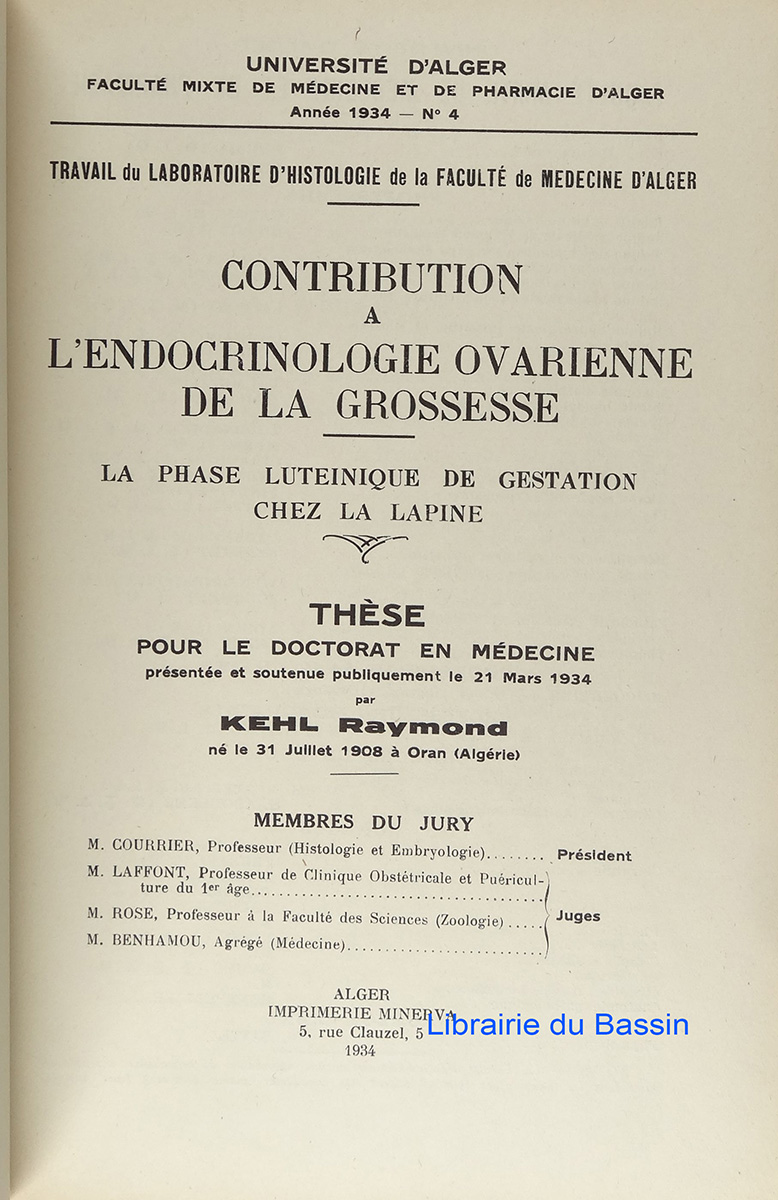 UNIVERSITÉ D'ALGER
FACULTÉ MIXTE DE MÉDECINE ET DE PHARMACIE D'ALGER
Année 1934 — N° 4
TRAVAIL du LABORATOIRE D'HISTOLOGIE de la FACULTÉ de MEDECINE D'ALGER
CONTRIBUTION
A
L'ENDOCRINOLOGIE OVARIENNE
DE LA GROSSESSE
LA PHASE LUTEINIQUE DE GESTATION
CHEZ LA LAPINE
THÈSE
POUR LE DOCTORAT EN MÉDECINE
présentée et soutenue publiquement le 21 Mars 1934
par
KEHL Raymond
né le 31 Juillet 1908 à Oran (Algérie)
MEMBRES DU JURY
M. COURRIER, Professeur (Histologie et Embryologie)........ Président
M. LAFFONT, Professeur de Clinique Obstétricale et Puéricul-
ture du 1er âge........................................
M. ROSE, Professeur à la Faculté des Sciences (Zoologie) ..... Juges
M. BENHAMOU, Agrégé (Médecine)...........................
ALGER
IMPRIMERIE MINERVA
5, rue Clauzel, 5
Librairie du Bassin
1934